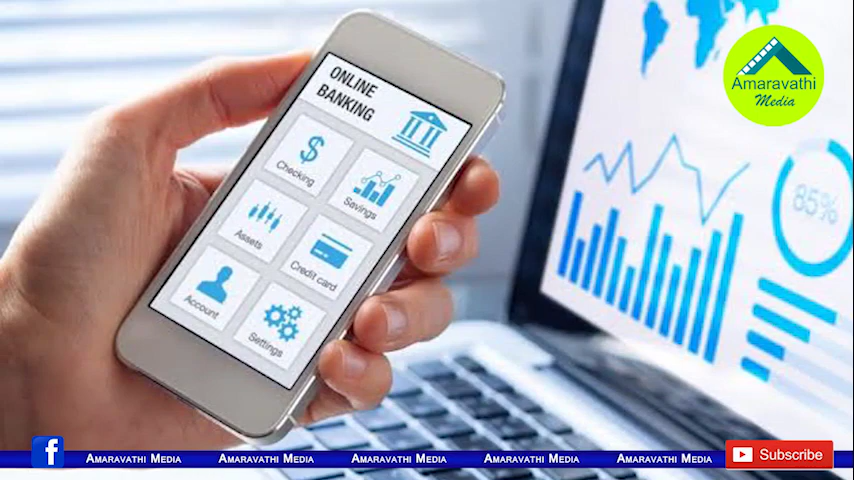 ONLINE
BANKING
Checking
Savings
Assets
Credit card
Account
Settings
85%
Amaravathi
Media
f
AMARAVATHI MEDIA
AMARAVATHI MEDIA
AMARAVATHI MEDIA
AMARAVATHI MEDIA
AMARAVATHI MEDIA
Subscribe